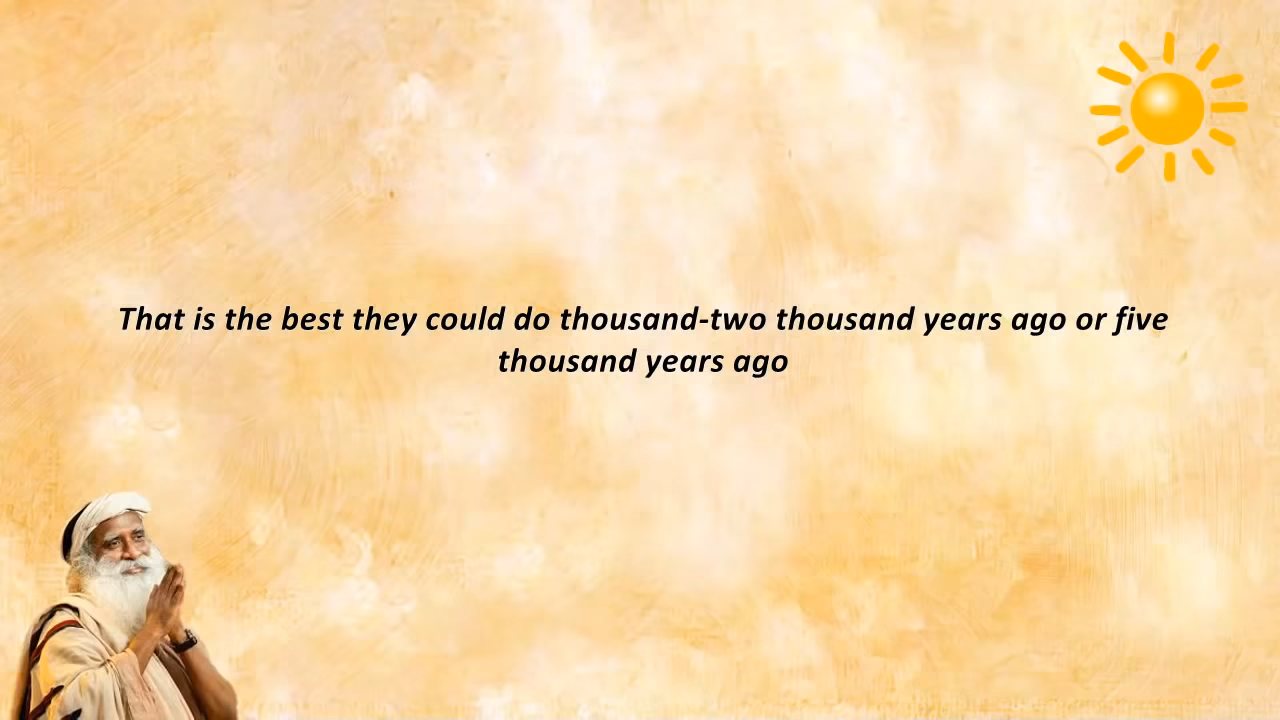 That is the best they could do thousand-two thousand years ago or five
thousand years ago